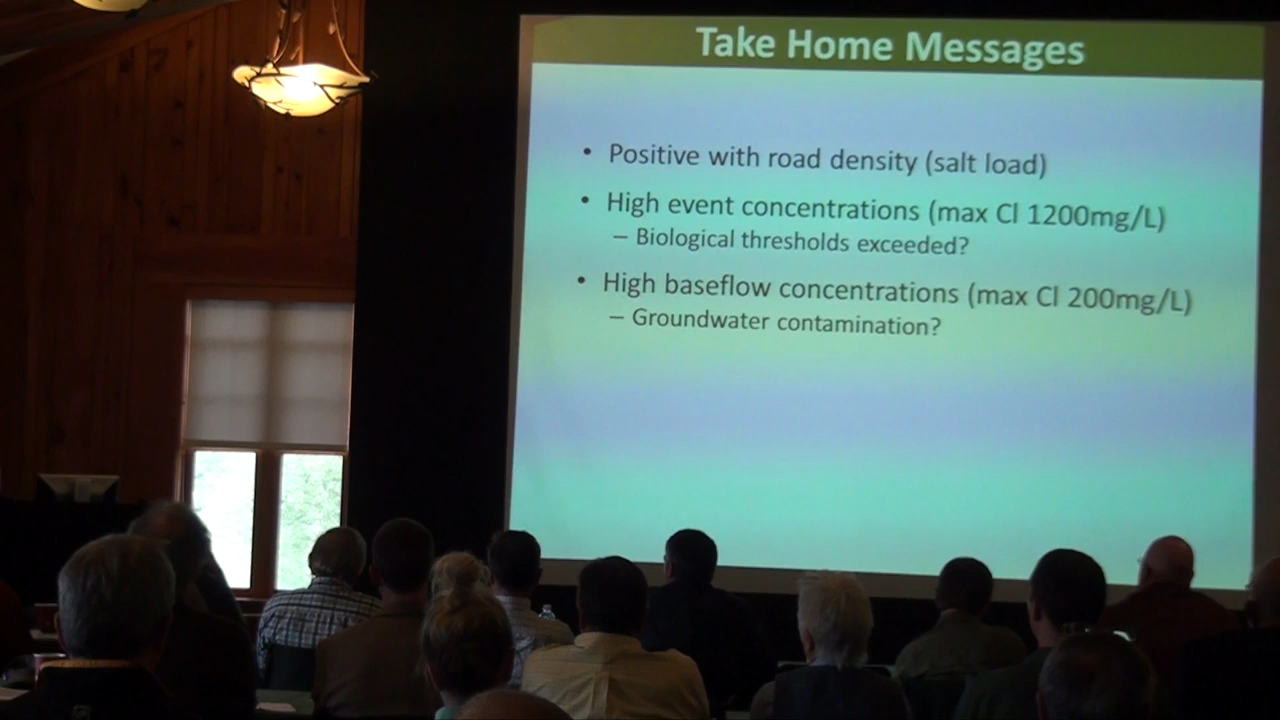 Take Home Messages
• Positive with road density (salt load)
• High event concentrations (max Cl 1200mg/L)
– Biological thresholds exceeded?
• High baseflow concentrations (max Cl 200mg/L)
– Groundwater contamination?